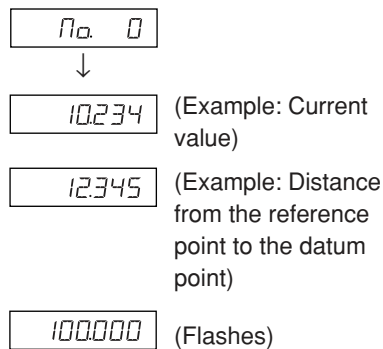 No. 0
↓
10.234
(Example: Current
value)
12.345
(Example: Distance
from the reference
point to the datum
point)
100.000
(Flashes)